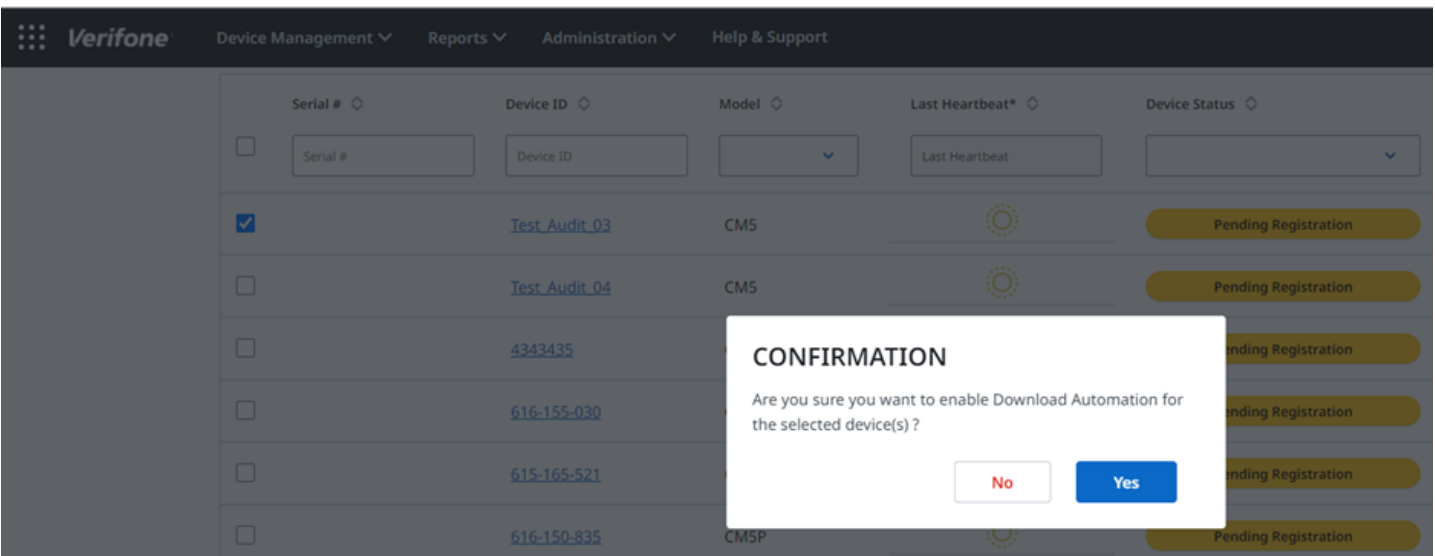 Verifone Device Management Reports Administration Help & Support
Serial # Device ID Model Last Heartbeat* Device Status
Serial # Device ID Last Heartbeat
Test_Audit_03 CM5 Pending Registration
Test_Audit_04 CM5 Pending Registration
4343435 nding Registration
616-155-030 ending Registration
615-165-521 ending Registration
616-150-835 CM5P Pending Registration
CONFIRMATION
Are you sure you want to enable Download Automation for
the selected device(s) ?
No Yes